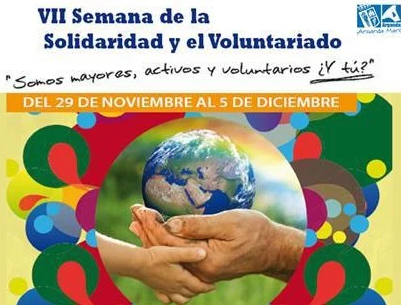 VII Semana de la
Solidaridad y el Voluntariado
"Somos mayores, activos y voluntarios ¿Y tú?"
DEL 29 DE NOVIEMBRE AL 5 DE DICIEMBRE